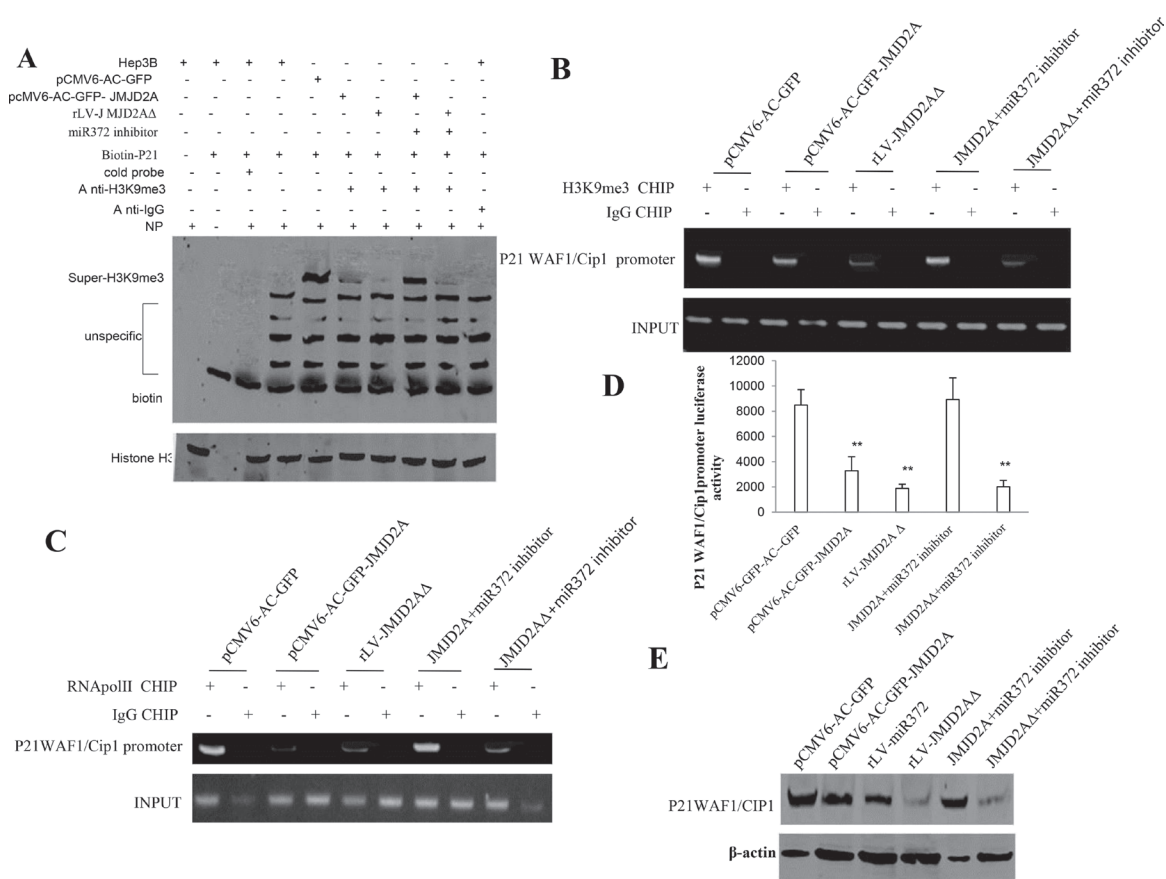 A
Hep3B + + + + - - - - - +
pCMV6-AC-GFP - - - - + - - - - -
pcMV6-AC-GFP- JMJD2A - - - - - + - + - -
rLV-J MJD2AΔ - - - - - - + - + -
miR372 inhibitor - - - - - - - + + -
Biotin-P21 - + + + + + + + + +
cold probe - - + - - - - - - -
A nti-H3K9me3 - - - - - + + + + -
A nti-IgG - - - - - - - - - +
NP + - + + + + + + + +
Super-H3K9me3
unspecific
biotin
Histone H3
B
pCMV6-AC-GFP
pCMV6-AC-GFP-JMJD2A
rLV-JMJD2AΔ
JMJD2A+miR372 inhibitor
JMJD2AΔ+miR372 inhibitor
H3K9me3 CHIP + - + - + - + - + -
IgG CHIP - + - + - + - + - +
P21 WAF1/Cip1 promoter
INPUT
D
P21 WAF1/Cip1promoter luciferase
activity
12000
10000
8000
6000
4000
2000
0
**
**
**
pCMV6-GFP-AC--GFP
pCMV6-AC-GFP-JMJD2A
rLV-JMJD2A Δ
JMJD2A+miR372 inhibitor
JMJD2AΔ+miR372 inhibitor
C
pCMV6-AC-GFP
pCMV6-AC-GFP-JMJD2A
rLV-JMJD2AΔ
JMJD2A+miR372 inhibitor
JMJD2AΔ+miR372 inhibitor
RNApolII CHIP + - + - + - + - + -
IgG CHIP - + - + - + - + - +
P21WAF1/Cip1 promoter
INPUT
E
pCMV6-AC-GFP
pCMV6-AC-GFP-JMJD2A
rLV-miR372
rLV-JMJD2AΔ
JMJD2A+miR372 inhibitor
JMJD2AΔ+miR372 inhibitor
P21WAF1/CIP1
β-actin